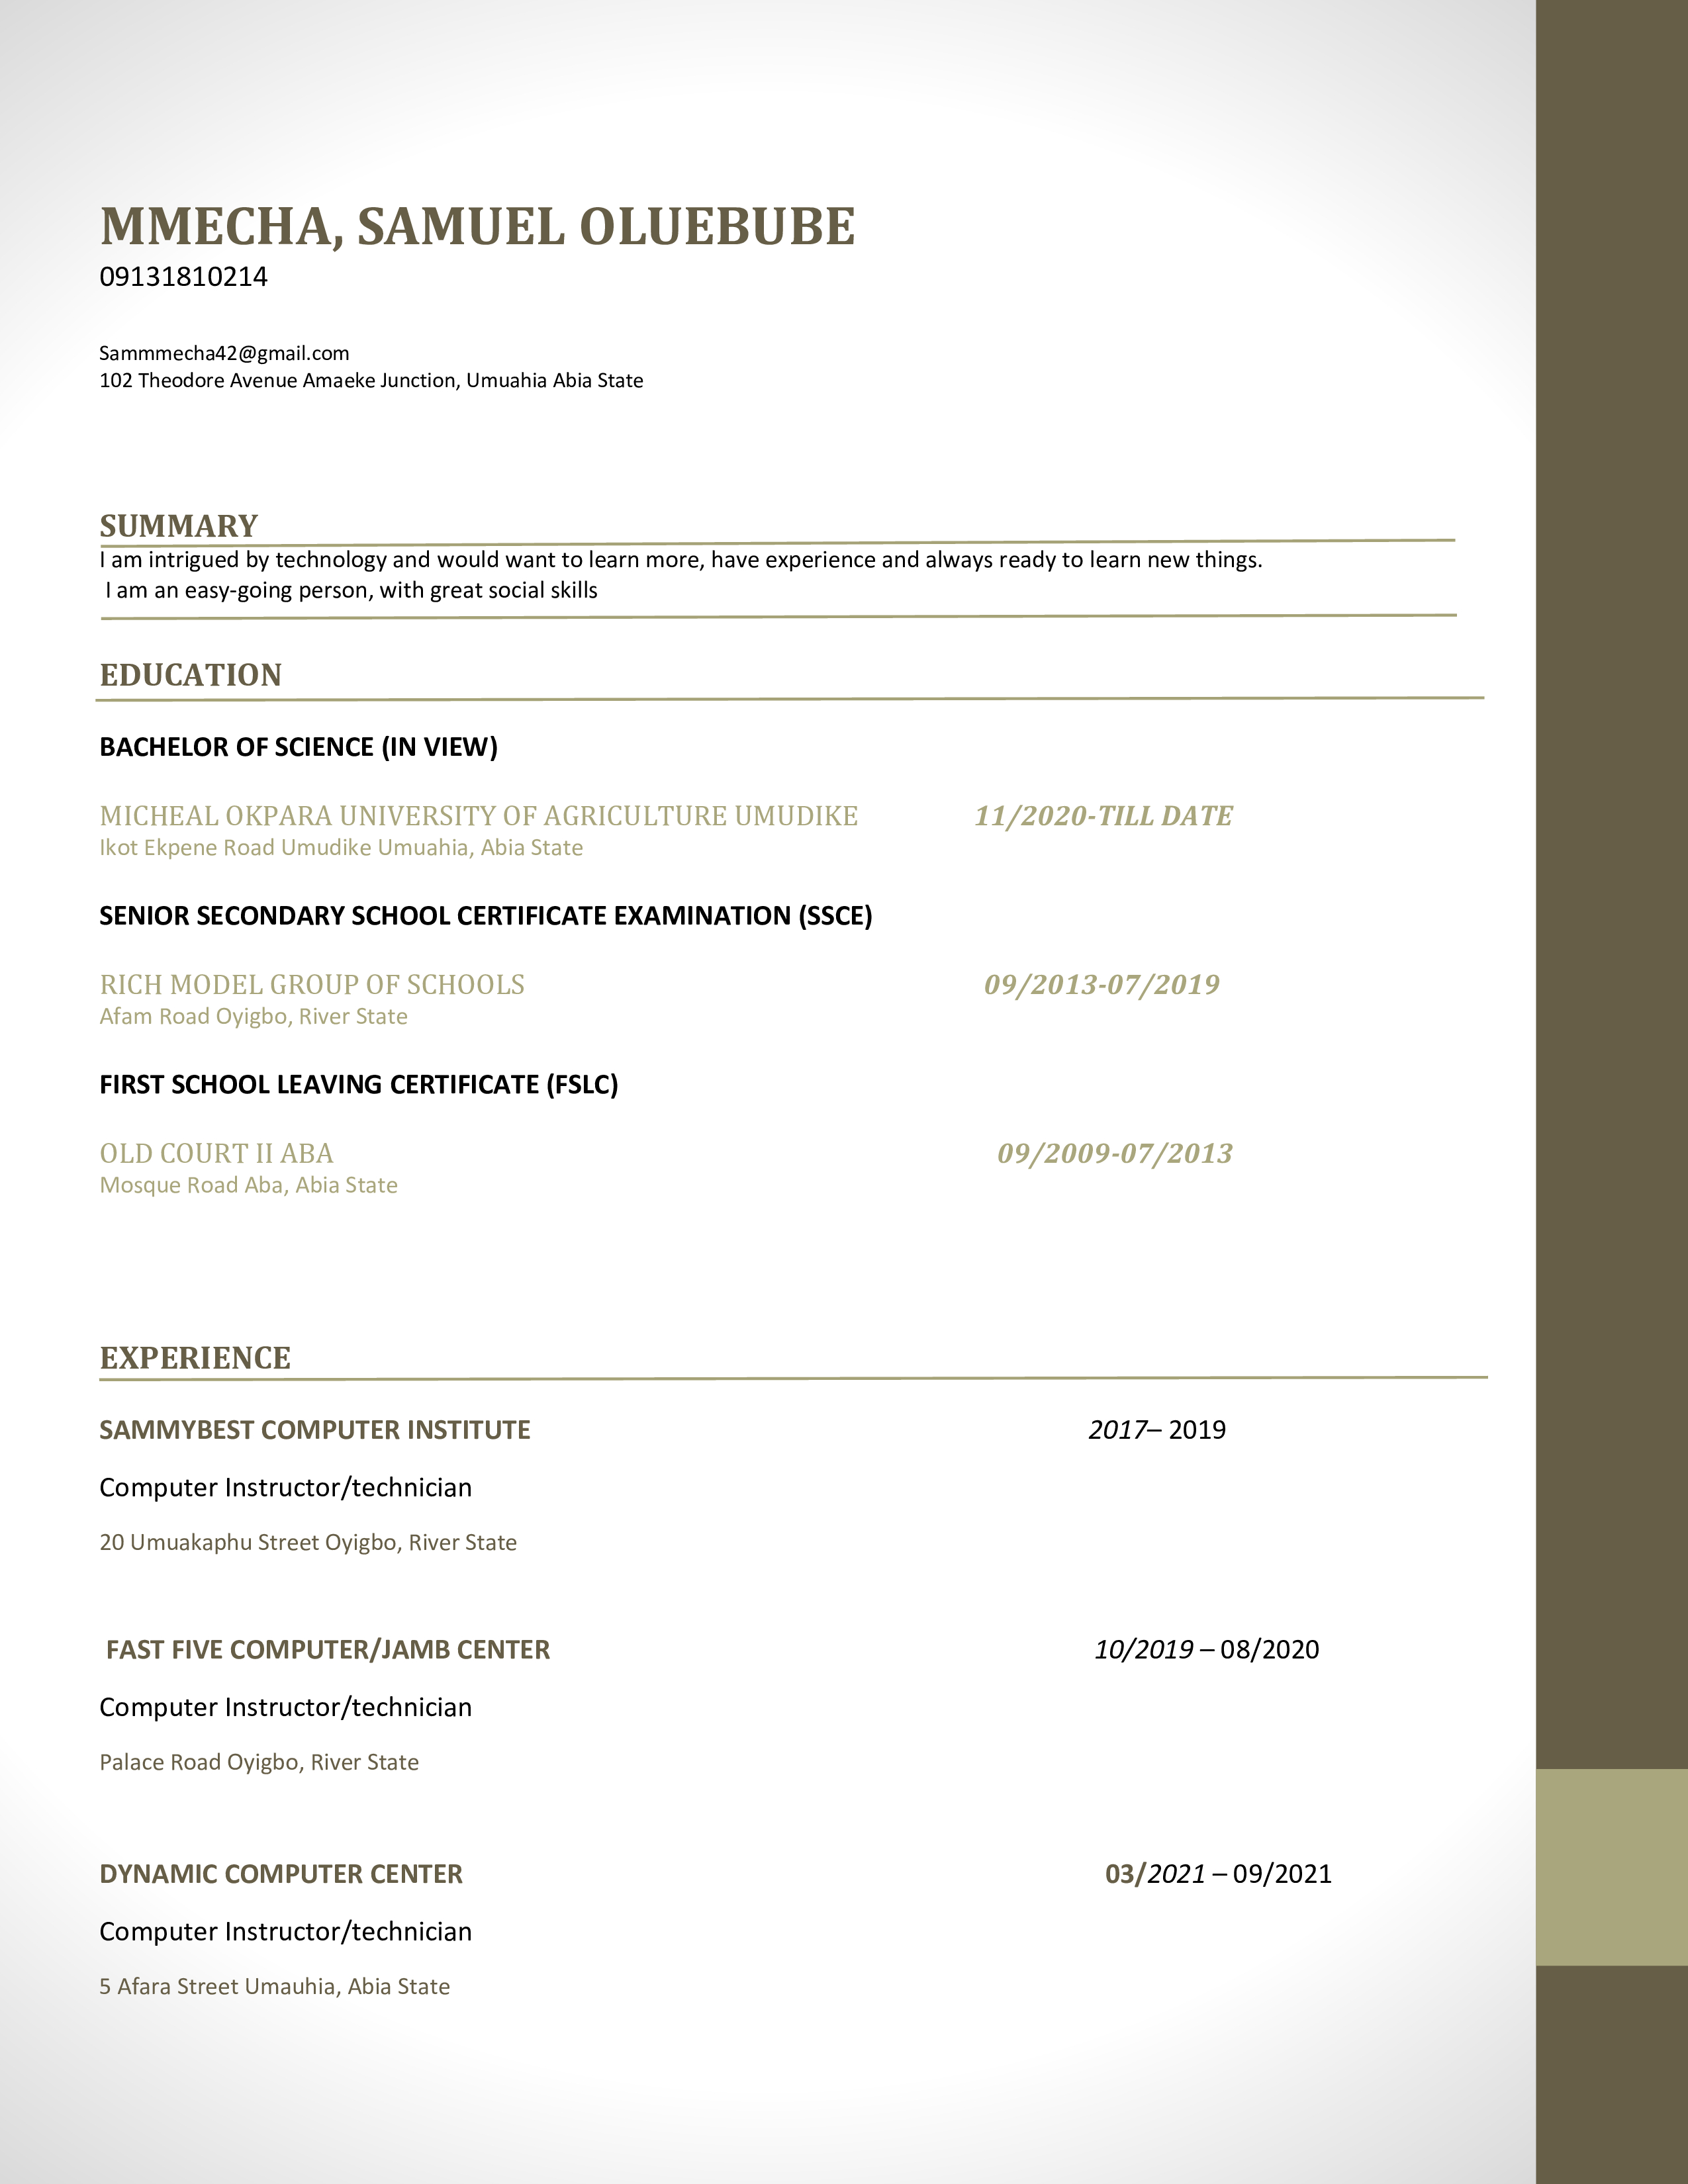 MMECHA, SAMUEL OLUEBUBE
09131810214
Sammmecha42@gmail.com
102 Theodore Avenue Amaeke Junction, Umuahia Abia State
SUMMARY
I am intrigued by technology and would want to learn more, have experience and always ready to learn new things.
I am an easy-going person, with great social skills
EDUCATION
BACHELOR OF SCIENCE (IN VIEW)
MICHEAL OKPARA UNIVERSITY OF AGRICULTURE UMUDIKE 11/2020-TILL DATE
Ikot Ekpene Road Umudike Umuahia, Abia State
SENIOR SECONDARY SCHOOL CERTIFICATE EXAMINATION (SSCE)
RICH MODEL GROUP OF SCHOOLS 09/2013-07/2019
Afam Road Oyigbo, River State
FIRST SCHOOL LEAVING CERTIFICATE (FSLC)
OLD COURT II ABA 09/2009-07/2013
Mosque Road Aba, Abia State
EXPERIENCE
SAMMYBEST COMPUTER INSTITUTE 2017– 2019
Computer Instructor/technician
20 Umuakaphu Street Oyigbo, River State
FAST FIVE COMPUTER/JAMB CENTER 10/2019 – 08/2020
Computer Instructor/technician
Palace Road Oyigbo, River State
DYNAMIC COMPUTER CENTER 03/2021 – 09/2021
Computer Instructor/technician
5 Afara Street Umauhia, Abia State